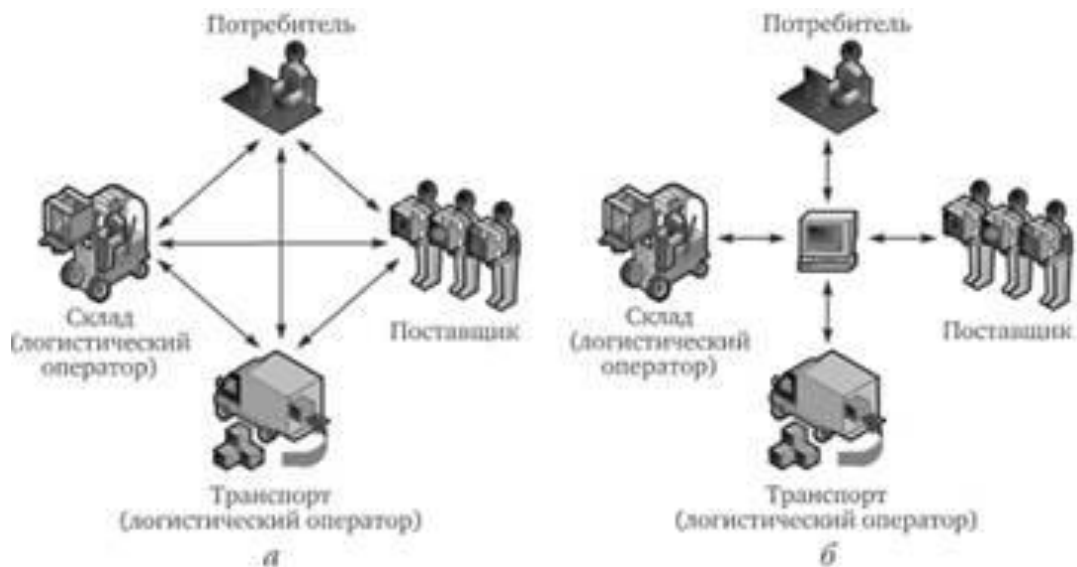 Потребитель
Склад
(логистический
оператор)
Поставщик
Транспорт
(логистический оператор)
а
Потребитель
Склад
(логистический
оператор)
Поставщик
Транспорт
(логистический оператор)
б